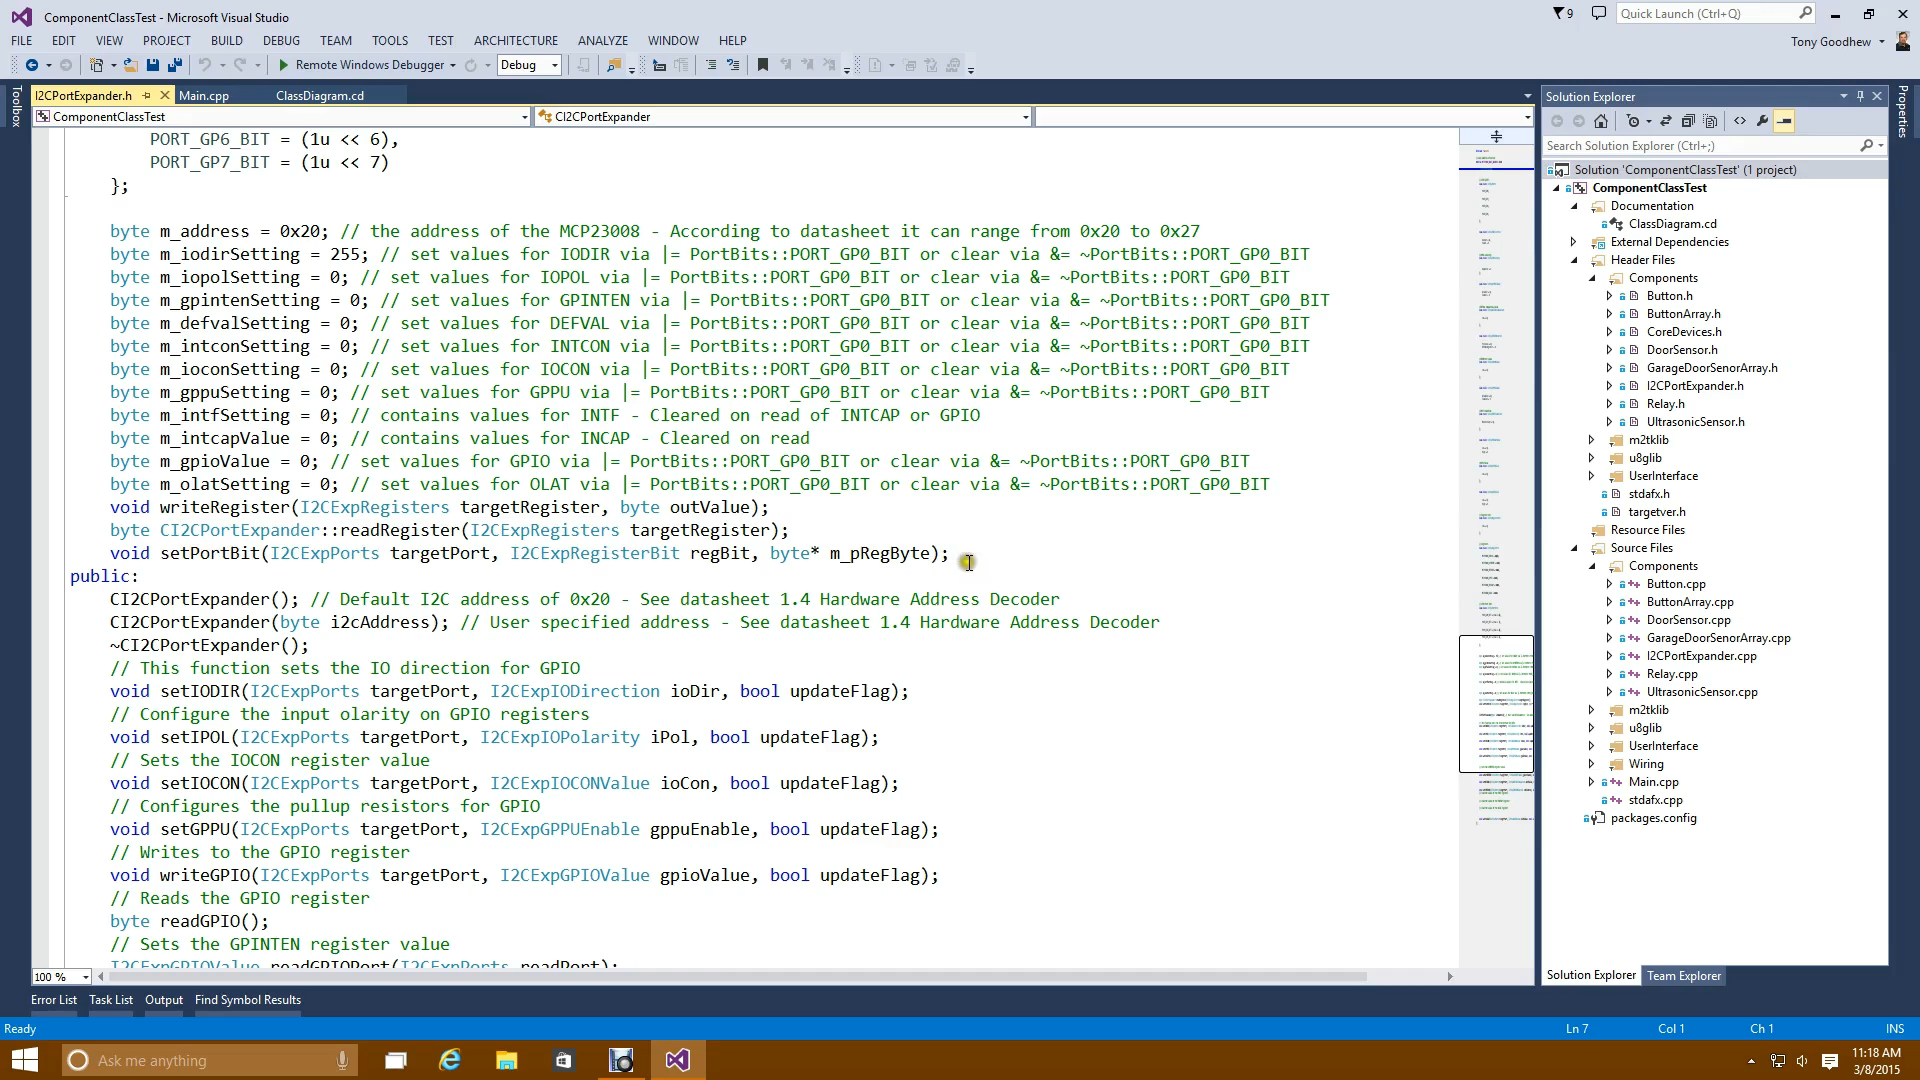 ComponentClassTest - Microsoft Visual Studio
9
Quick Launch (Ctrl+Q)
FILE EDIT VIEW PROJECT BUILD DEBUG TEAM TOOLS TEST ARCHITECTURE ANALYZE WINDOW HELP
Tony Goodhew
Remote Windows Debugger
Debug
Toolbox
I2CPortExpander.h Main.cpp ClassDiagram.cd
ComponentClassTest
CI2CPortExpander
PORT_GP6_BIT = (1u << 6),
PORT_GP7_BIT = (1u << 7)
};
byte m_address = 0x20; // the address of the MCP23008 - According to datasheet it can range from 0x20 to 0x27
byte m_iodirSetting = 255; // set values for IODIR via |= PortBits::PORT_GP0_BIT or clear via &= ~PortBits::PORT_GP0_BIT
byte m_iopolSetting = 0; // set values for IOPOL via |= PortBits::PORT_GP0_BIT or clear via &= ~PortBits::PORT_GP0_BIT
byte m_gpintenSetting = 0; // set values for GPINTEN via |= PortBits::PORT_GP0_BIT or clear via &= ~PortBits::PORT_GP0_BIT
byte m_defvalSetting = 0; // set values for DEFVAL via |= PortBits::PORT_GP0_BIT or clear via &= ~PortBits::PORT_GP0_BIT
byte m_intconSetting = 0; // set values for INTCON via |= PortBits::PORT_GP0_BIT or clear via &= ~PortBits::PORT_GP0_BIT
byte m_ioconSetting = 0; // set values for IOCON via |= PortBits::PORT_GP0_BIT or clear via &= ~PortBits::PORT_GP0_BIT
byte m_gppuSetting = 0; // set values for GPPU via |= PortBits::PORT_GP0_BIT or clear via &= ~PortBits::PORT_GP0_BIT
byte m_intfSetting = 0; // contains values for INTF - Cleared on read of INTCAP or GPIO
byte m_intcapValue = 0; // contains values for INCAP - Cleared on read
byte m_gpioValue = 0; // set values for GPIO via |= PortBits::PORT_GP0_BIT or clear via &= ~PortBits::PORT_GP0_BIT
byte m_olatSetting = 0; // set values for OLAT via |= PortBits::PORT_GP0_BIT or clear via &= ~PortBits::PORT_GP0_BIT
void writeRegister(I2CExpRegisters targetRegister, byte outValue);
byte CI2CPortExpander::readRegister(I2CExpRegisters targetRegister);
void setPortBit(I2CExpPorts targetPort, I2CExpRegisterBit regBit, byte* m_pRegByte);
public:
CI2CPortExpander(); // Default I2C address of 0x20 - See datasheet 1.4 Hardware Address Decoder
CI2CPortExpander(byte i2cAddress); // User specified address - See datasheet 1.4 Hardware Address Decoder
~CI2CPortExpander();
// This function sets the IO direction for GPIO
void setIODIR(I2CExpPorts targetPort, I2CExpIODirection ioDir, bool updateFlag);
// Configure the input olarity on GPIO registers
void setIPOL(I2CExpPorts targetPort, I2CExpIOPolarity iPol, bool updateFlag);
// Sets the IOCON register value
void setIOCON(I2CExpPorts targetPort, I2CExpIOCONValue ioCon, bool updateFlag);
// Configures the pullup resistors for GPIO
void setGPPU(I2CExpPorts targetPort, I2CExpGPPUEnable gppuEnable, bool updateFlag);
// Writes to the GPIO register
void writeGPIO(I2CExpPorts targetPort, I2CExpGPIOValue gpioValue, bool updateFlag);
// Reads the GPIO register
byte readGPIO();
// Sets the GPINTEN register value
I2CExpGPIOValue readGPIOPort(I2CExpPorts readPort);
100 %
Error List Task List Output Find Symbol Results
Solution Explorer
Search Solution Explorer (Ctrl+;)
Solution 'ComponentClassTest' (1 project)
ComponentClassTest
Documentation
ClassDiagram.cd
External Dependencies
Header Files
Components
Button.h
ButtonArray.h
CoreDevices.h
DoorSensor.h
GarageDoorSenorArray.h
I2CPortExpander.h
Relay.h
UltrasonicSensor.h
m2tklib
u8glib
UserInterface
stdafx.h
targetver.h
Resource Files
Source Files
Components
Button.cpp
ButtonArray.cpp
DoorSensor.cpp
GarageDoorSenorArray.cpp
I2CPortExpander.cpp
Relay.cpp
UltrasonicSensor.cpp
m2tklib
u8glib
UserInterface
Wiring
Main.cpp
stdafx.cpp
packages.config
Solution Explorer Team Explorer
Properties
Ready
Ln 7 Col 1 Ch 1 INS
Ask me anything
11:18 AM
3/8/2015